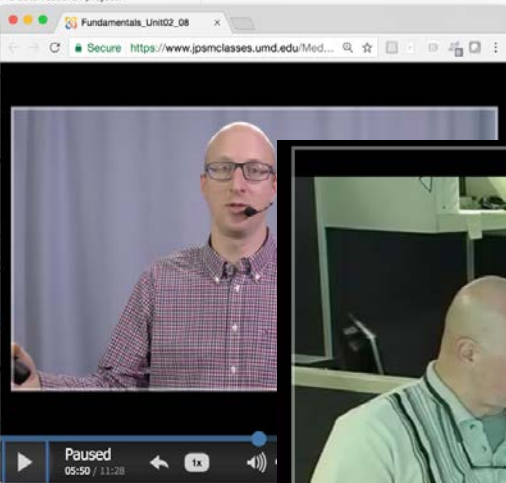 Fundamentals_Unit02_08
Secure https://www.jpsmclasses.umd.edu/Med...
Paused
05:50 / 11:28
1x